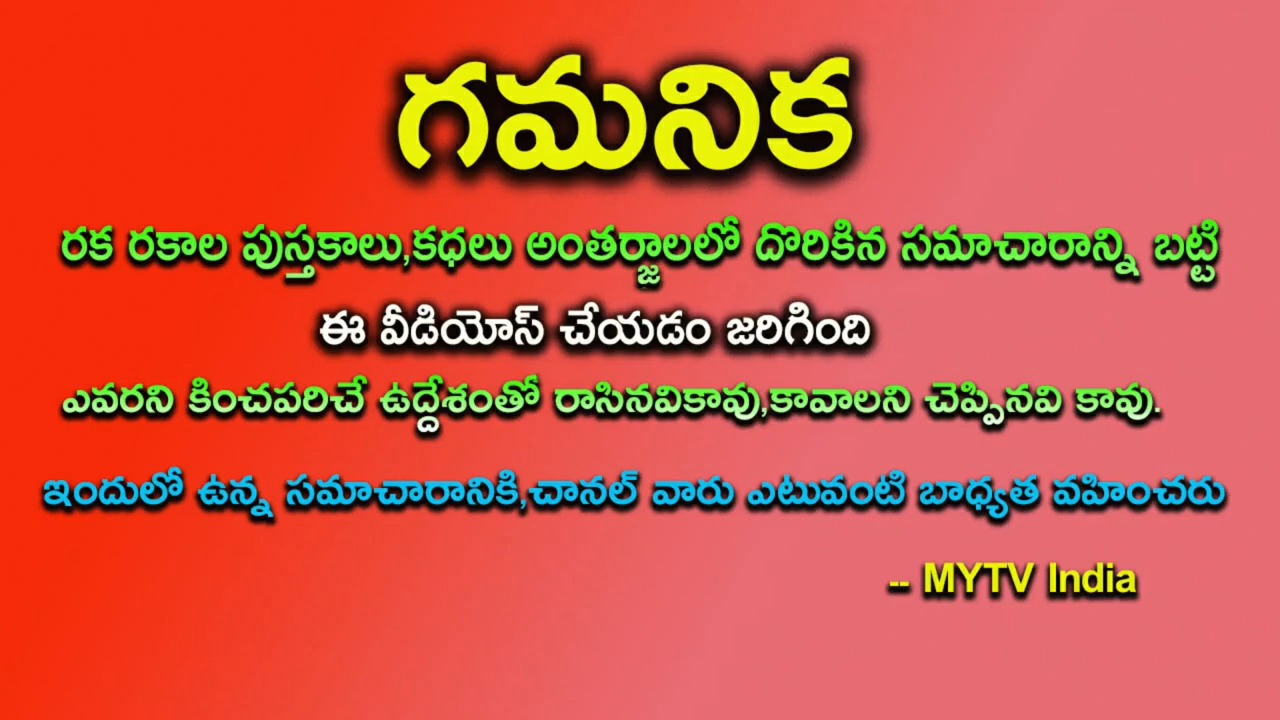 గమనిక
రక రకాల పుస్తకాలు,కధలు అంతర్జాలలో దొరికిన సమాచారాన్ని బట్టి
ఈ వీడియోస్ చేయడం జరిగింది
ఎవరని కించపరిచే ఉద్దేశంతో రాసినవికావు,కావాలని చెప్పినవి కావు.
ఇందులో ఉన్న సమాచారానికి,చానల్ వారు ఎటువంటి బాధ్యత వహించరు
-- MYTV India